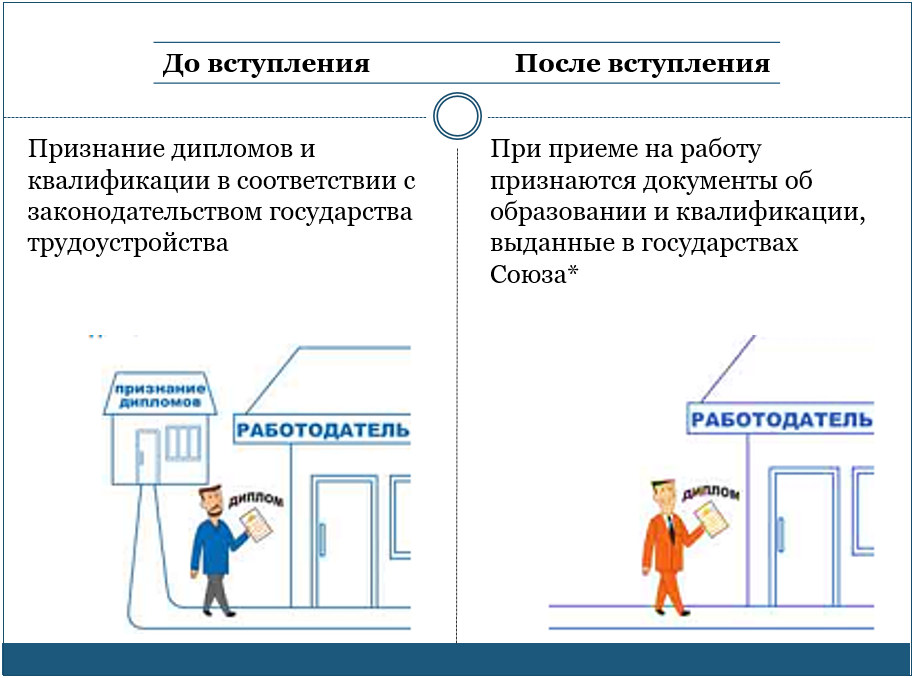 До вступления
После вступления
Признание дипломов и
квалификации в соответствии с
законодательством государства
трудоустройства
При приеме на работу
признаются документы об
образовании и квалификации,
выданные в государствах
Союза*
признание
дипломов
РАБОТОДАТЕЛЬ
ДИПЛОМ
РАБОТОДАТЕЛЬ
ДИПЛОМ